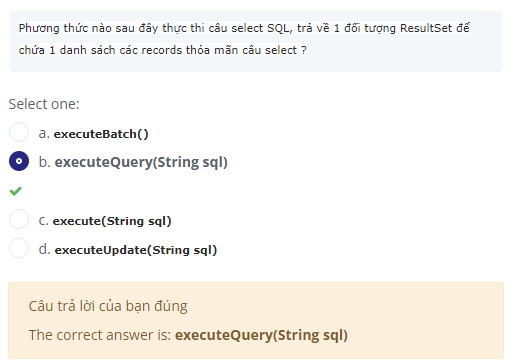 Phương thức nào sau đây thực thi câu select SQL, trả về 1 đối tượng ResultSet để
chứa 1 danh sách các records thỏa mãn câu select ?
Select one:
a. executeBatch()
b. executeQuery(String sql)
c. execute(String sql)
d. executeUpdate(String sql)
Câu trả lời của bạn đúng
The correct answer is: executeQuery(String sql)